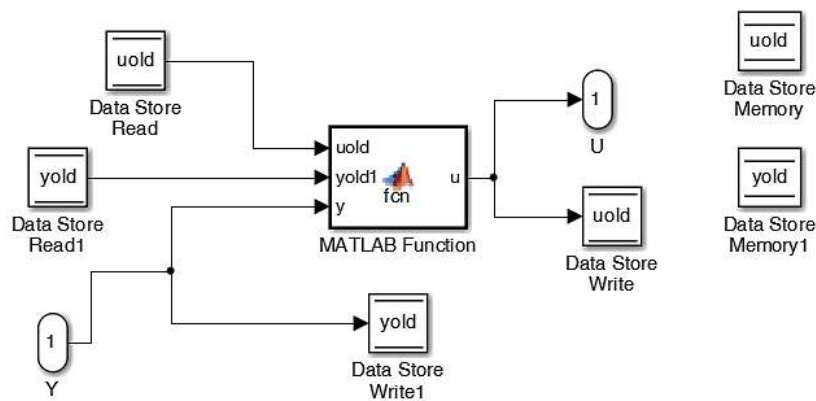 uold
Data Store
Read
yold
Data Store
Read1
1
Y
uold
yold1
y
fcn
u
MATLAB Function
yold
Data Store
Write1
1
U
uold
Data Store
Write
uold
Data Store
Memory
yold
Data Store
Memory1